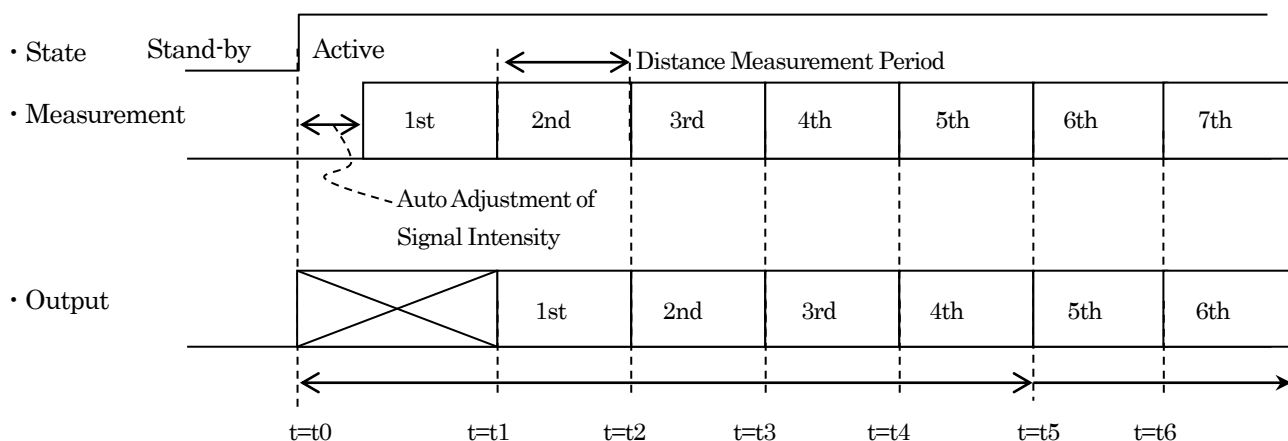 ・State Stand-by Active
Distance Measurement Period
・Measurement 1st 2nd 3rd 4th 5th 6th 7th
Auto Adjustment of
Signal Intensity
・Output 1st 2nd 3rd 4th 5th 6th
t=t0 t=t1 t=t2 t=t3 t=t4 t=t5 t=t6